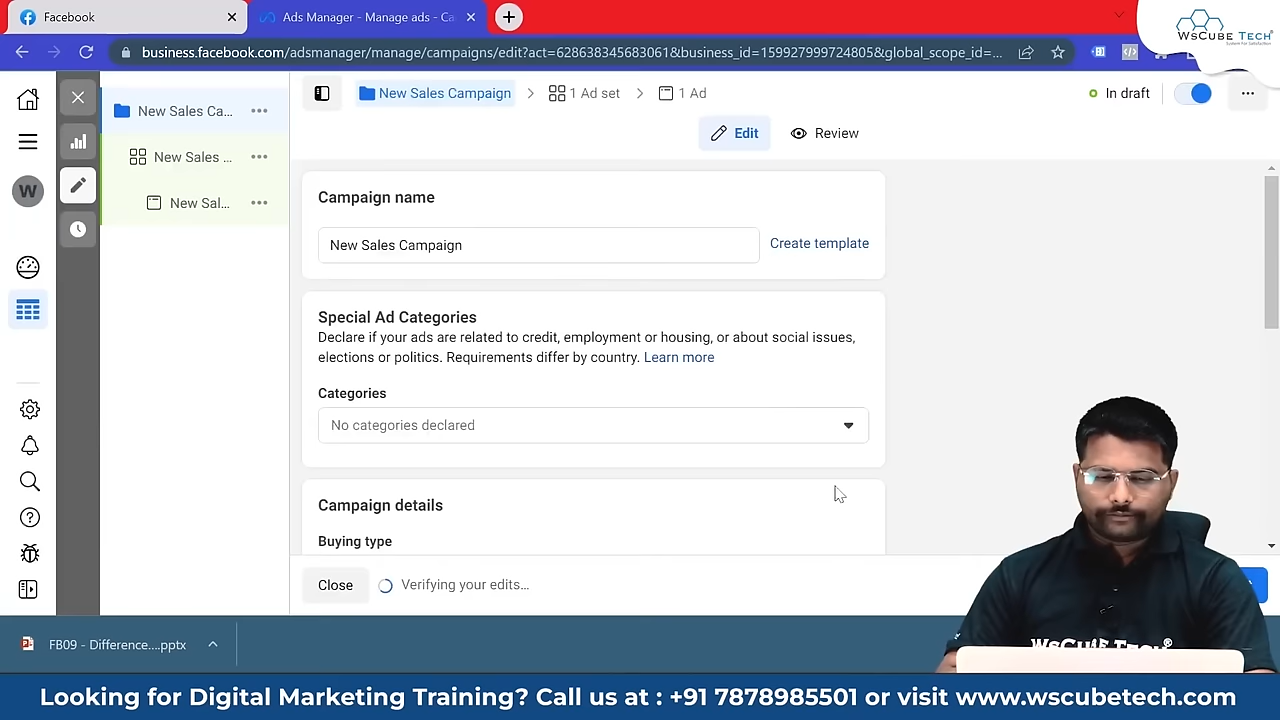 Facebook
Ads Manager - Manage ads - Ca
WsCube Tech®
business.facebook.com/adsmanager/manage/campaigns/edit?act=628638345683061&business_id=159927999724805&global_scope_id=...
New Sales Ca...
New Sales ...
New Sal...
W
New Sales Campaign
1 Ad set
1 Ad
In draft
Edit
Review
Campaign name
New Sales Campaign
Create template
Special Ad Categories
Declare if your ads are related to credit, employment or housing, or about social issues,
elections or politics. Requirements differ by country. Learn more
Categories
No categories declared
Campaign details
Buying type
Close
Verifying your edits...
FB09 - Difference....pptx
WsCube Tech®
Looking for Digital Marketing Training? Call us at : +91 7878985501 or visit www.wscubetech.com